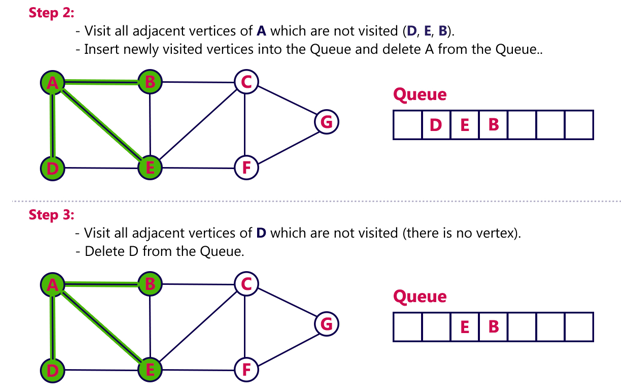 Step 2:
- Visit all adjacent vertices of A which are not visited (D, E, B).
- Insert newly visited vertices into the Queue and delete A from the Queue..
A B C
G
D E F
Queue
D E B
Step 3:
- Visit all adjacent vertices of D which are not visited (there is no vertex).
- Delete D from the Queue.
A B C
G
D E F
Queue
E B